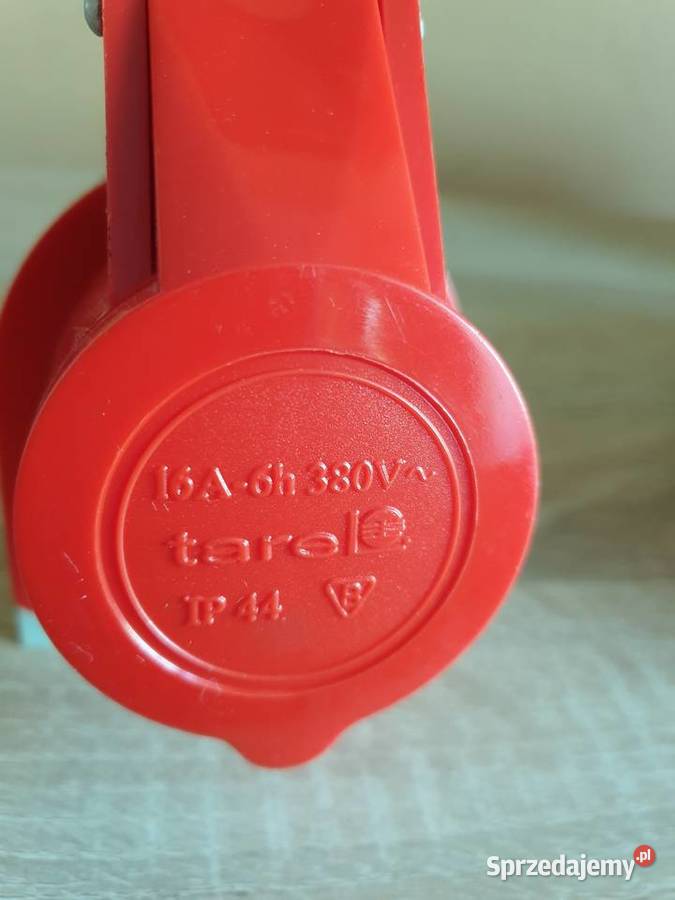 16A-6h 380V~
tarel
IP 44 B
Sprzedajemy.pl